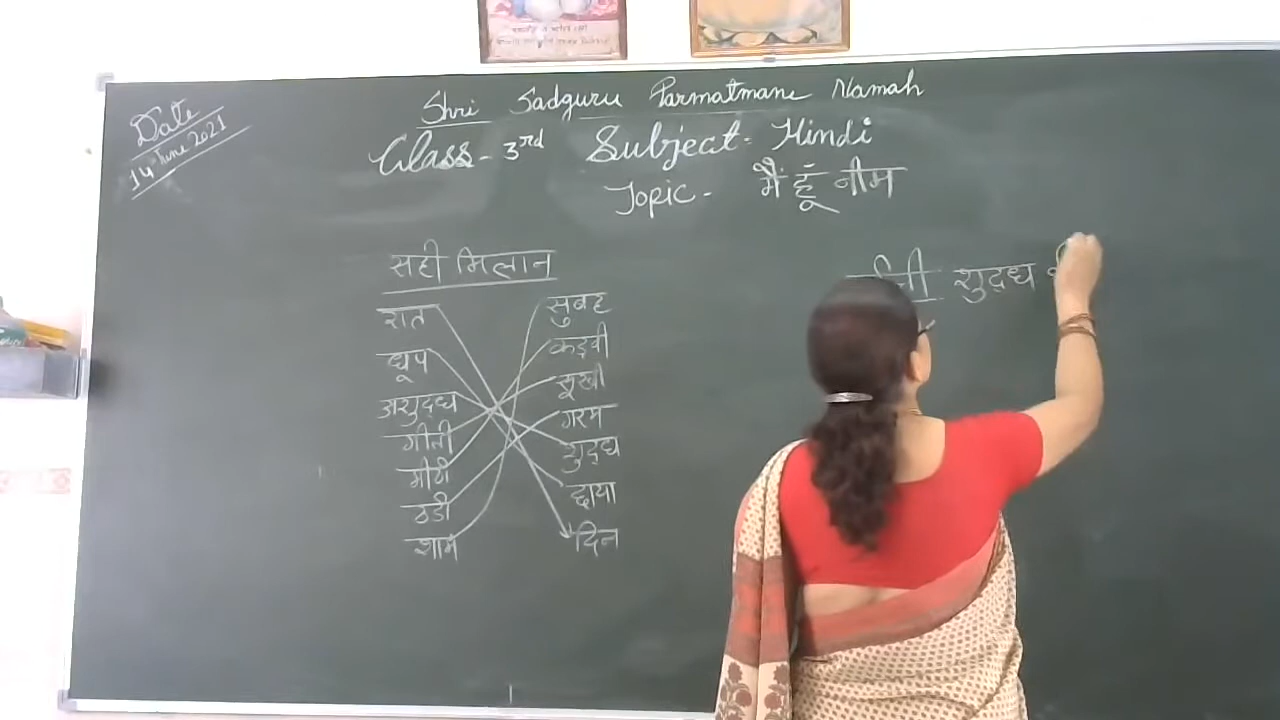 Date
14 June 2021
Shri Sadguru Parmatmane Namah
Class - 3rd Subject - Hindi
Topic - मैं हूँ नीम
सही मिलान
रात सुबह
धूप कड़वी
अशुद्ध सूखी
गीली गरम
मीठी शुद्ध
ठंडी छाया
शाम दिन
शुद्ध